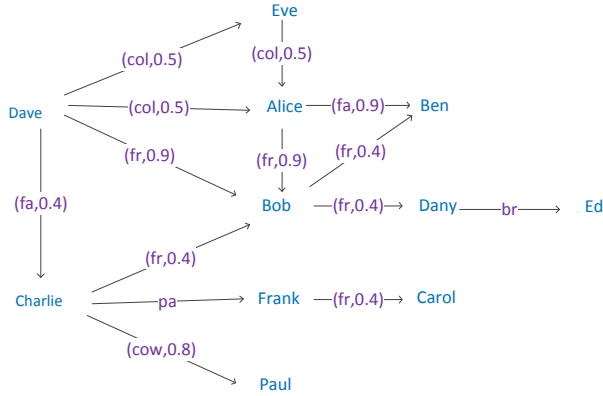 Eve
(col,0.5)
(col,0.5)
Dave
(col,0.5)
Alice
(fa,0.9)
Ben
(fr,0.9)
(fr,0.9)
(fr,0.4)
(fa,0.4)
Bob
(fr,0.4)
Dany
br
Ed
(fr,0.4)
Charlie
pa
Frank
(fr,0.4)
Carol
(cow,0.8)
Paul